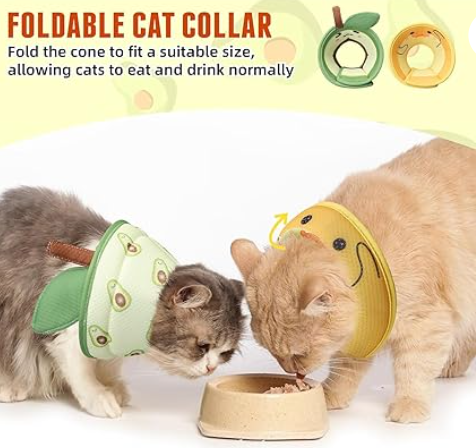 FOLDABLE CAT COLLAR
Fold the cone to fit a suitable size,
allowing cats to eat and drink normally